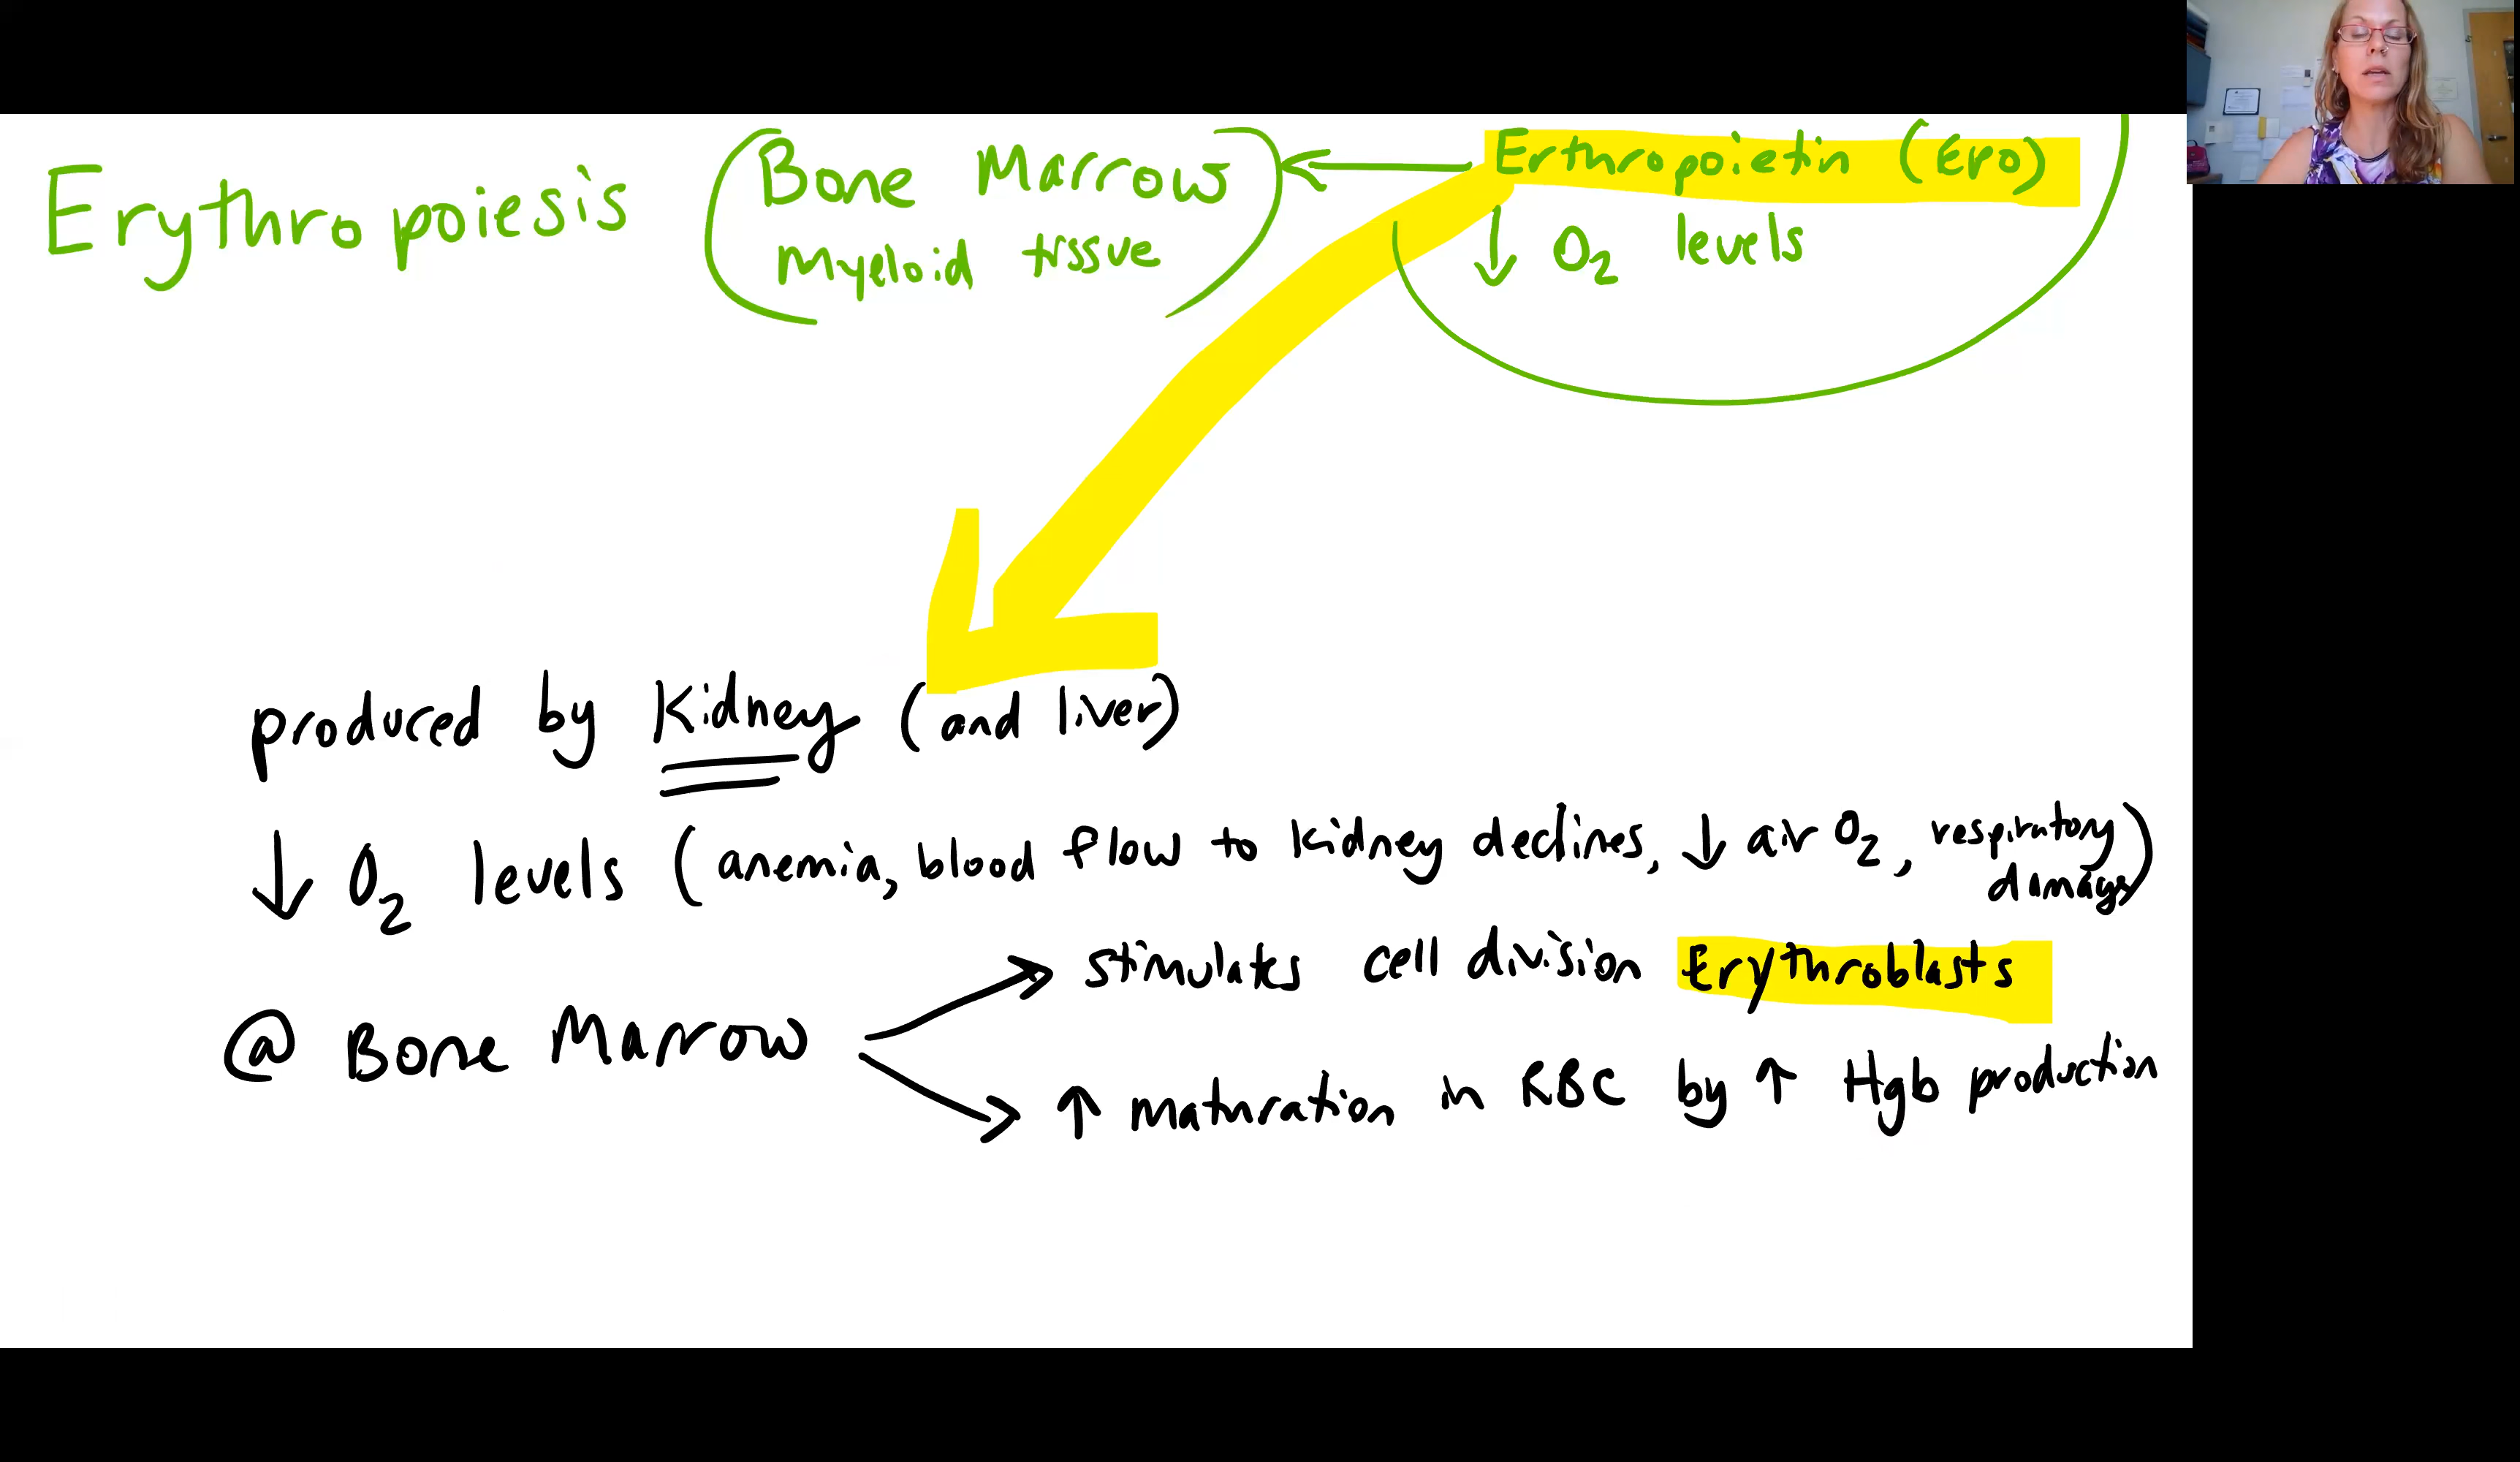 Erythropoiesis
Bone Marrow
Myeloid tissue
Erthropoietin (EPO)
↓ O2 levels
produced by Kidney (and liver)
↓ O2 levels (anemia, blood flow to kidney declines, ↓ air O2, respiratory damage)
@ Bone Marrow
stimulates cell division Erythroblasts
↑ maturation in RBC by ↑ Hgb production